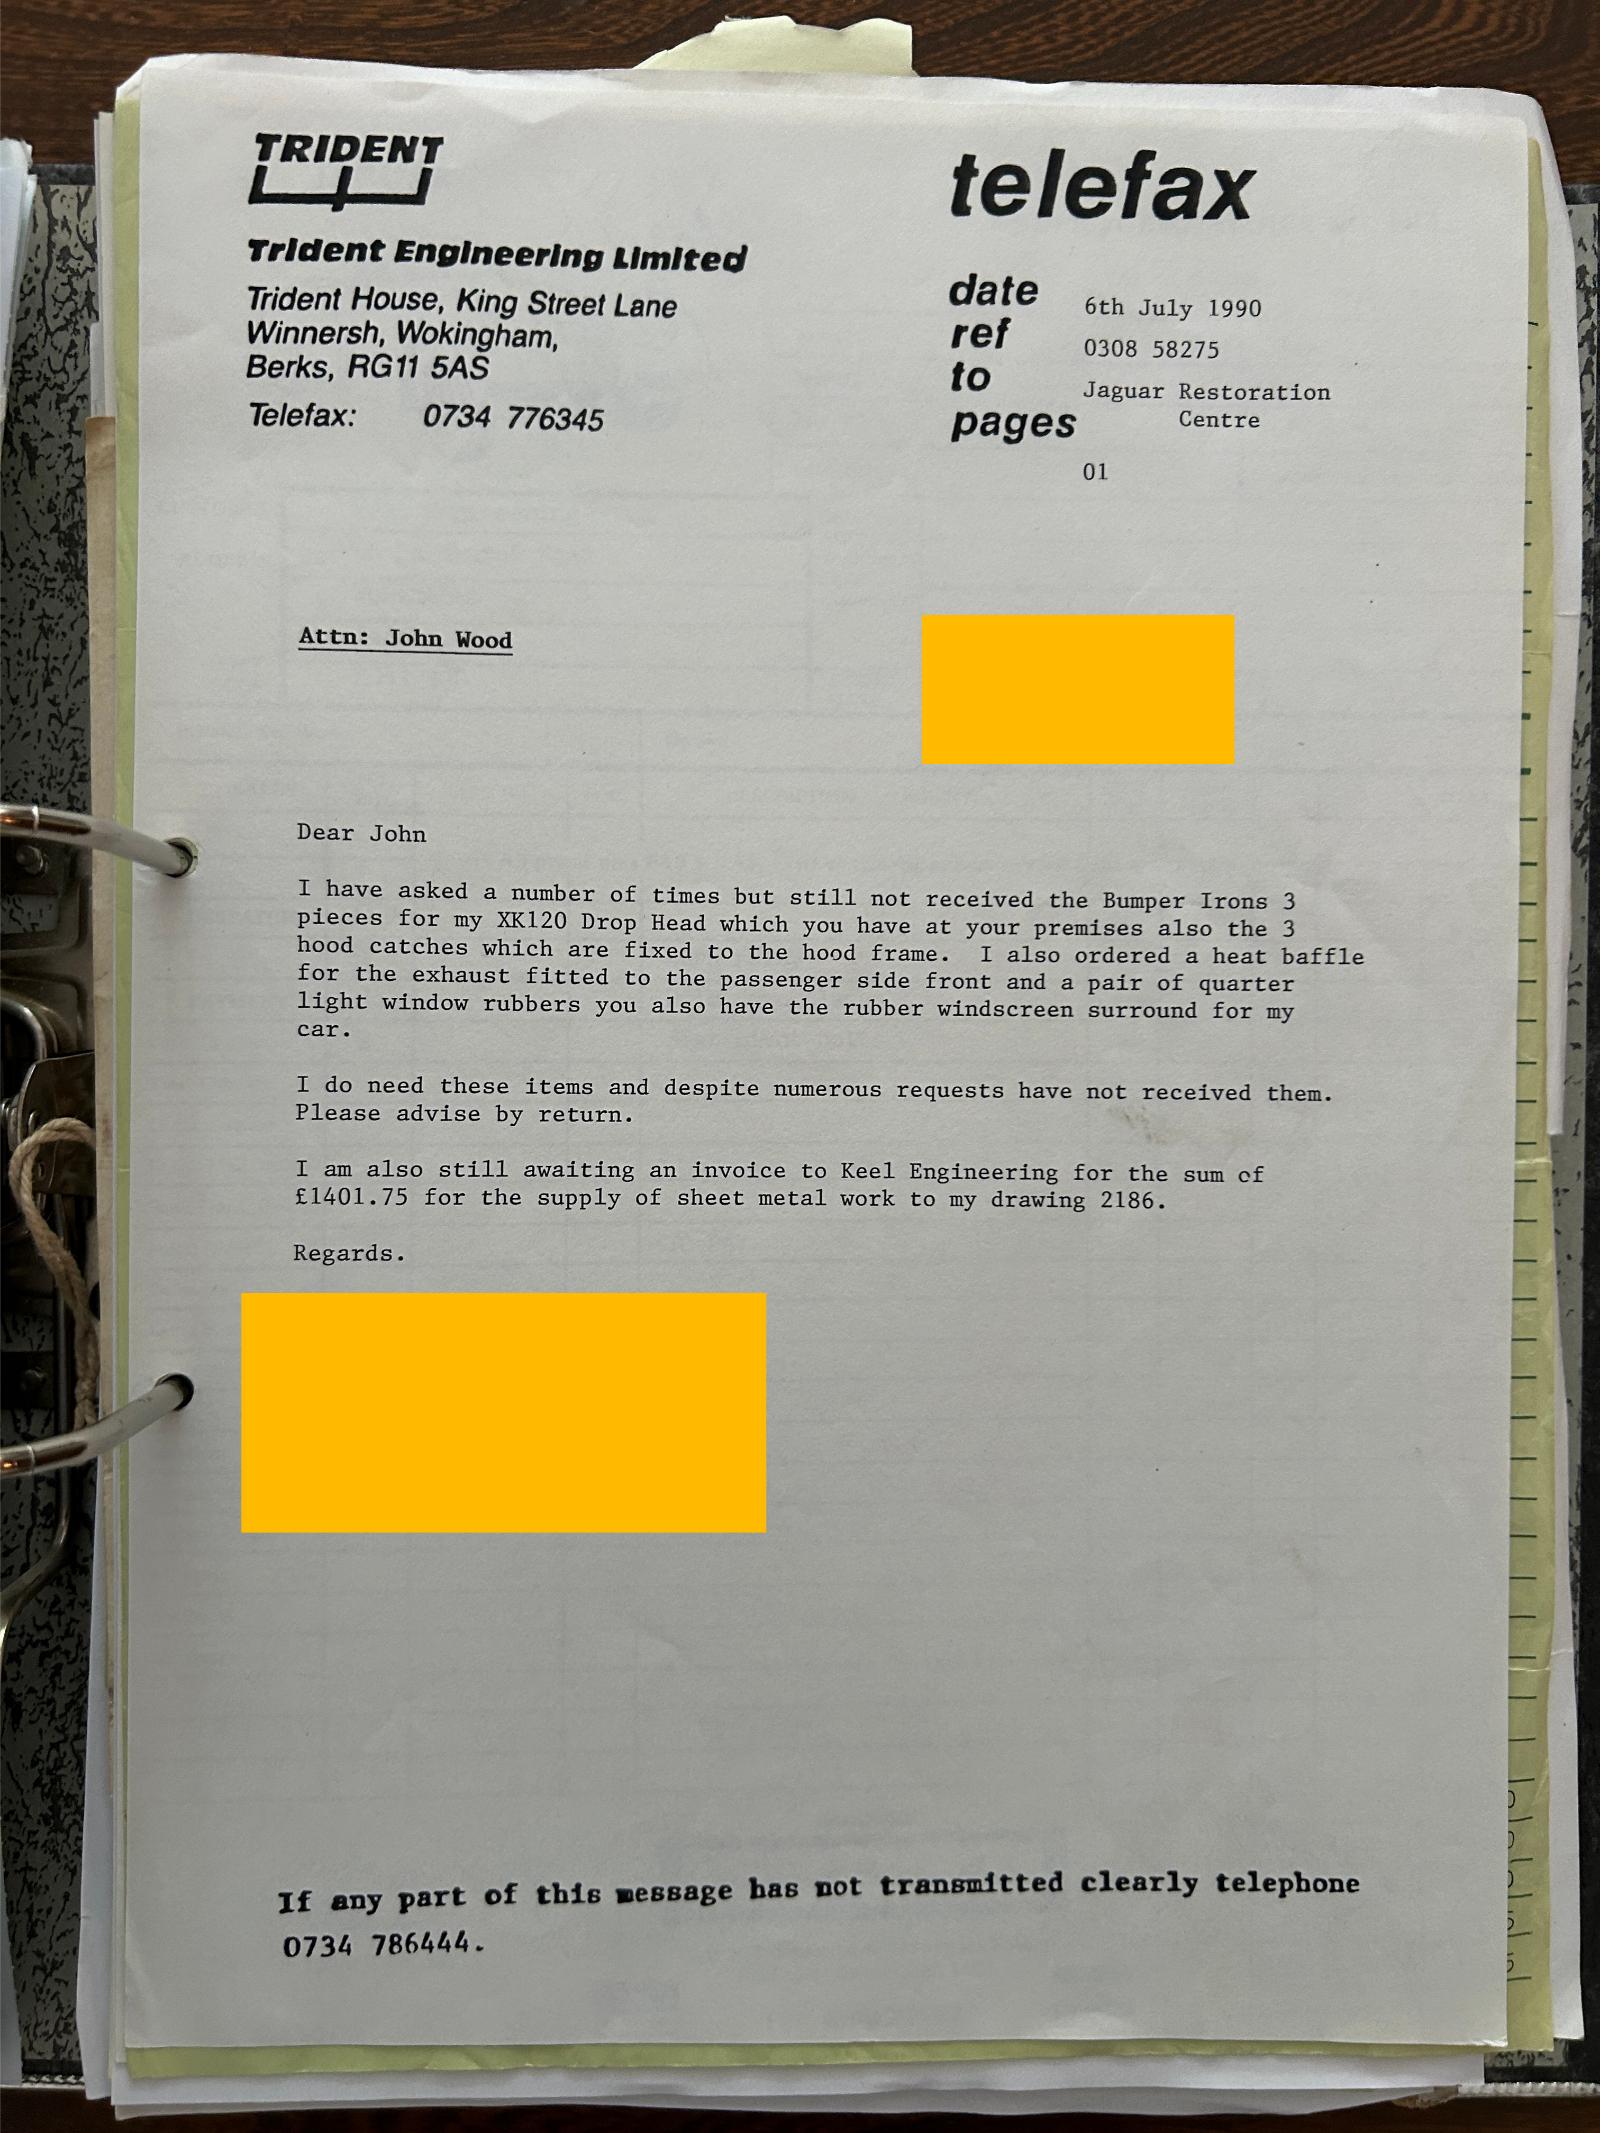 TRIDENT
Trident Engineering Limited
Trident House, King Street Lane
Winnersh, Wokingham,
Berks, RG11 5AS
Telefax: 0734 776345
telefax
date 6th July 1990
ref 0308 58275
to Jaguar Restoration
Centre
pages
01
Attn: John Wood
Dear John
I have asked a number of times but still not received the Bumper Irons 3
pieces for my XK120 Drop Head which you have at your premises also the 3
hood catches which are fixed to the hood frame. I also ordered a heat baffle
for the exhaust fitted to the passenger side front and a pair of quarter
light window rubbers you also have the rubber windscreen surround for my
car.
I do need these items and despite numerous requests have not received them.
Please advise by return.
I am also still awaiting an invoice to Keel Engineering for the sum of
£1401.75 for the supply of sheet metal work to my drawing 2186.
Regards.
If any part of this message has not transmitted clearly telephone
0734 786444.